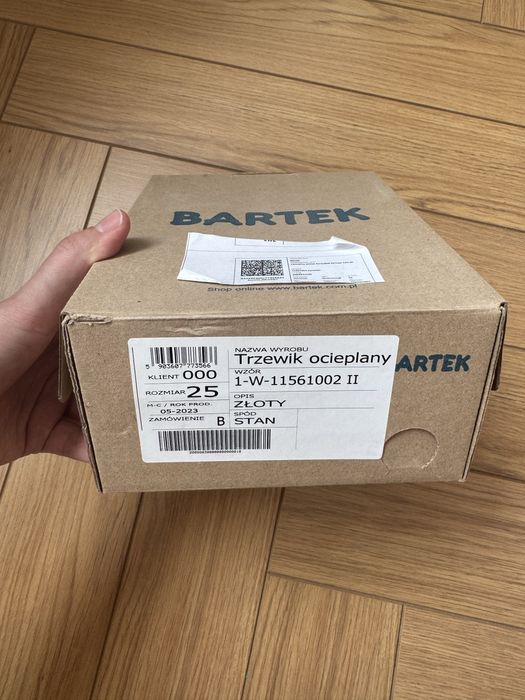 BARTEK
Shop online www.bartek.com.pl
5 903607 773566
KLIENT 000
ROZMIAR 25
M-C / ROK PROD.
05-2023
ZAMÓWIENIE B
NAZWA WYROBU
Trzewik ocieplany
WZÓR
1-W-11561002 II
OPIS
ZŁOTY
SPÓD
STAN
ARTEK